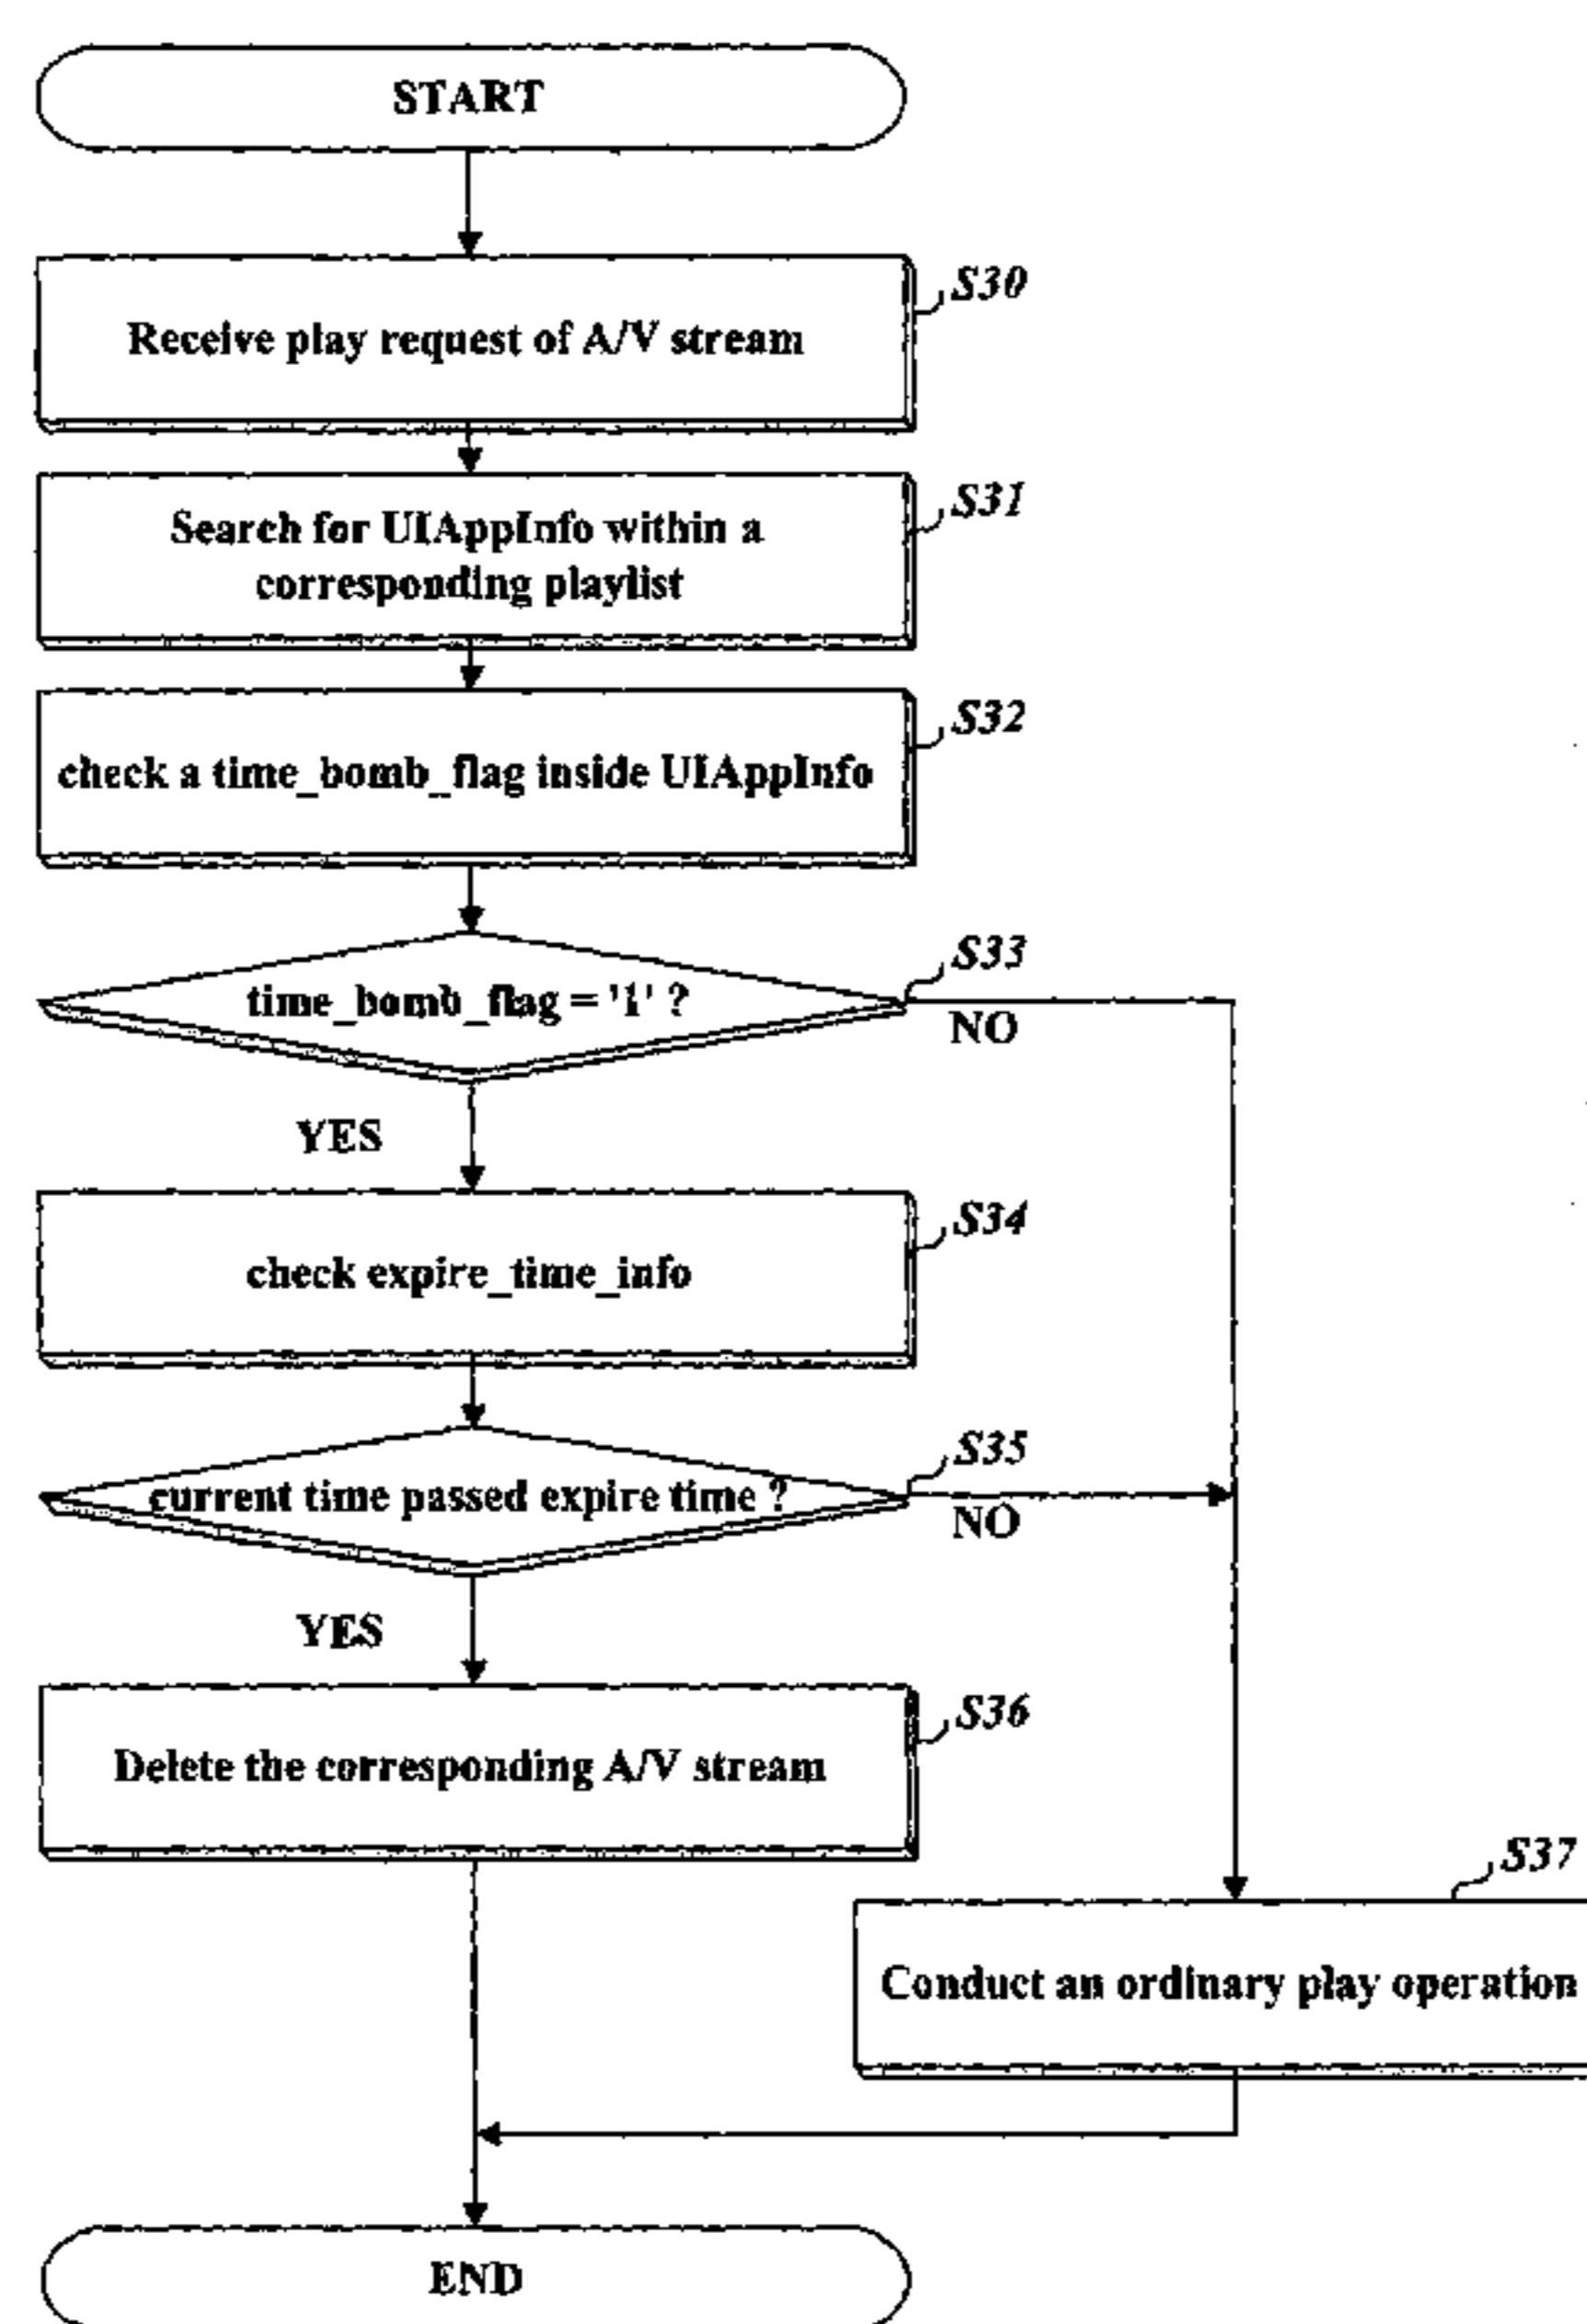 START
S30
Receive play request of A/V stream
S31
Search for UIAppInfo within a
corresponding playlist
S32
check a time_bomb_flag inside UIAppInfo
S33
time_bomb_flag = '1' ?
NO
YES
S34
check expire_time_info
S35
current time passed expire time ?
NO
YES
S36
Delete the corresponding A/V stream
S37
Conduct an ordinary play operation
END